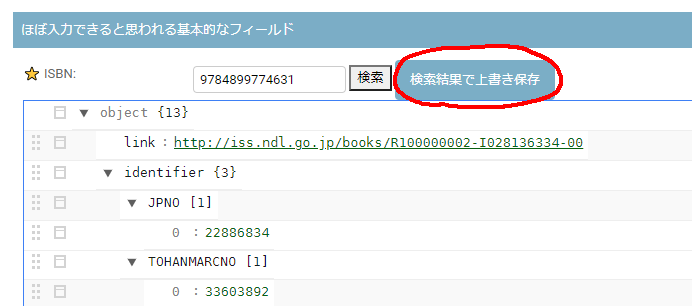 ほぼ入力できると思われる基本的なフィールド
ISBN: 9784899774631 検索 検索結果で上書き保存
object {13}
link : http://iss.ndl.go.jp/books/R100000002-I028136334-00
identifier {3}
JPNO [1]
0 : 22886834
TOHANMARCNO [1]
0 : 33603892